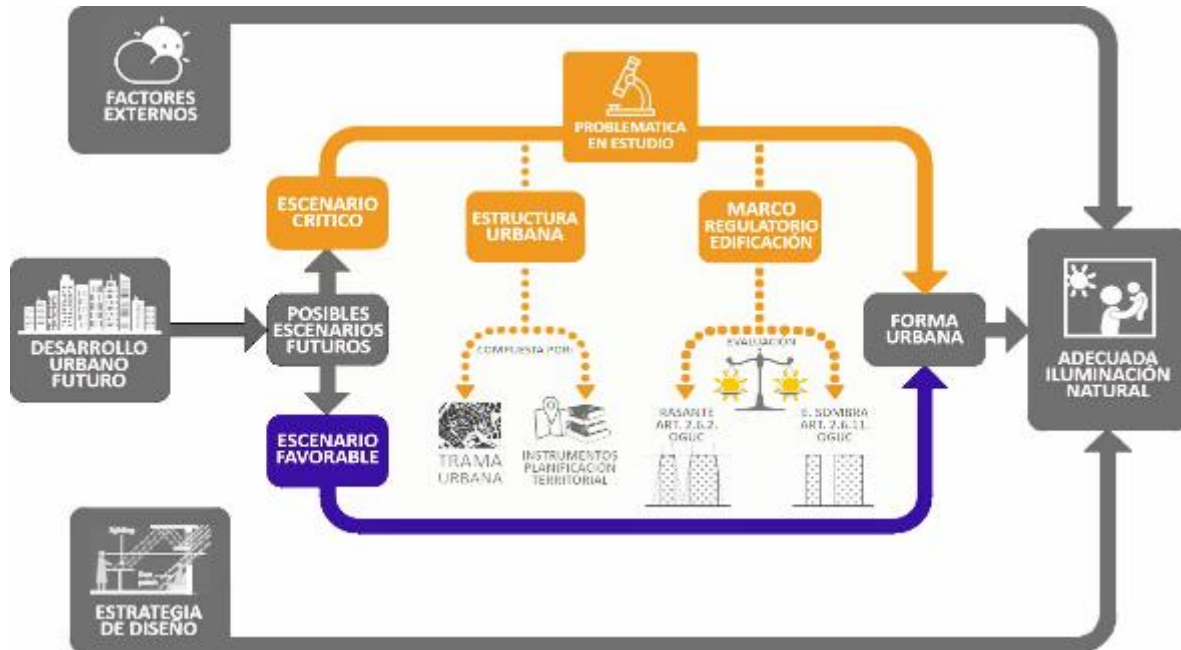 FACTORES
EXTERNOS
PROBLEMATICA
EN ESTUDIO
ESCENARIO
CRITICO
ESTRUCTURA
URBANA
MARCO
REGULATORIO
EDIFICACIÓN
DESARROLLO
URBANO
FUTURO
POSIBLES
ESCENARIOS
FUTUROS
FORMA
URBANA
ADECUADA
ILUMINACIÓN
NATURAL
COMPUESTA POR:
EVALUACIÓN
ESCENARIO
FAVORABLE
TRAMA
URBANA
INSTRUMENTOS
PLANIFICACIÓN
TERRITORIAL
RASANTE
ART. 2.6.2.
OGUC
E. SOMBRA
ART. 2.6.11.
OGUC
ESTRATEGIA
DE DISEÑO